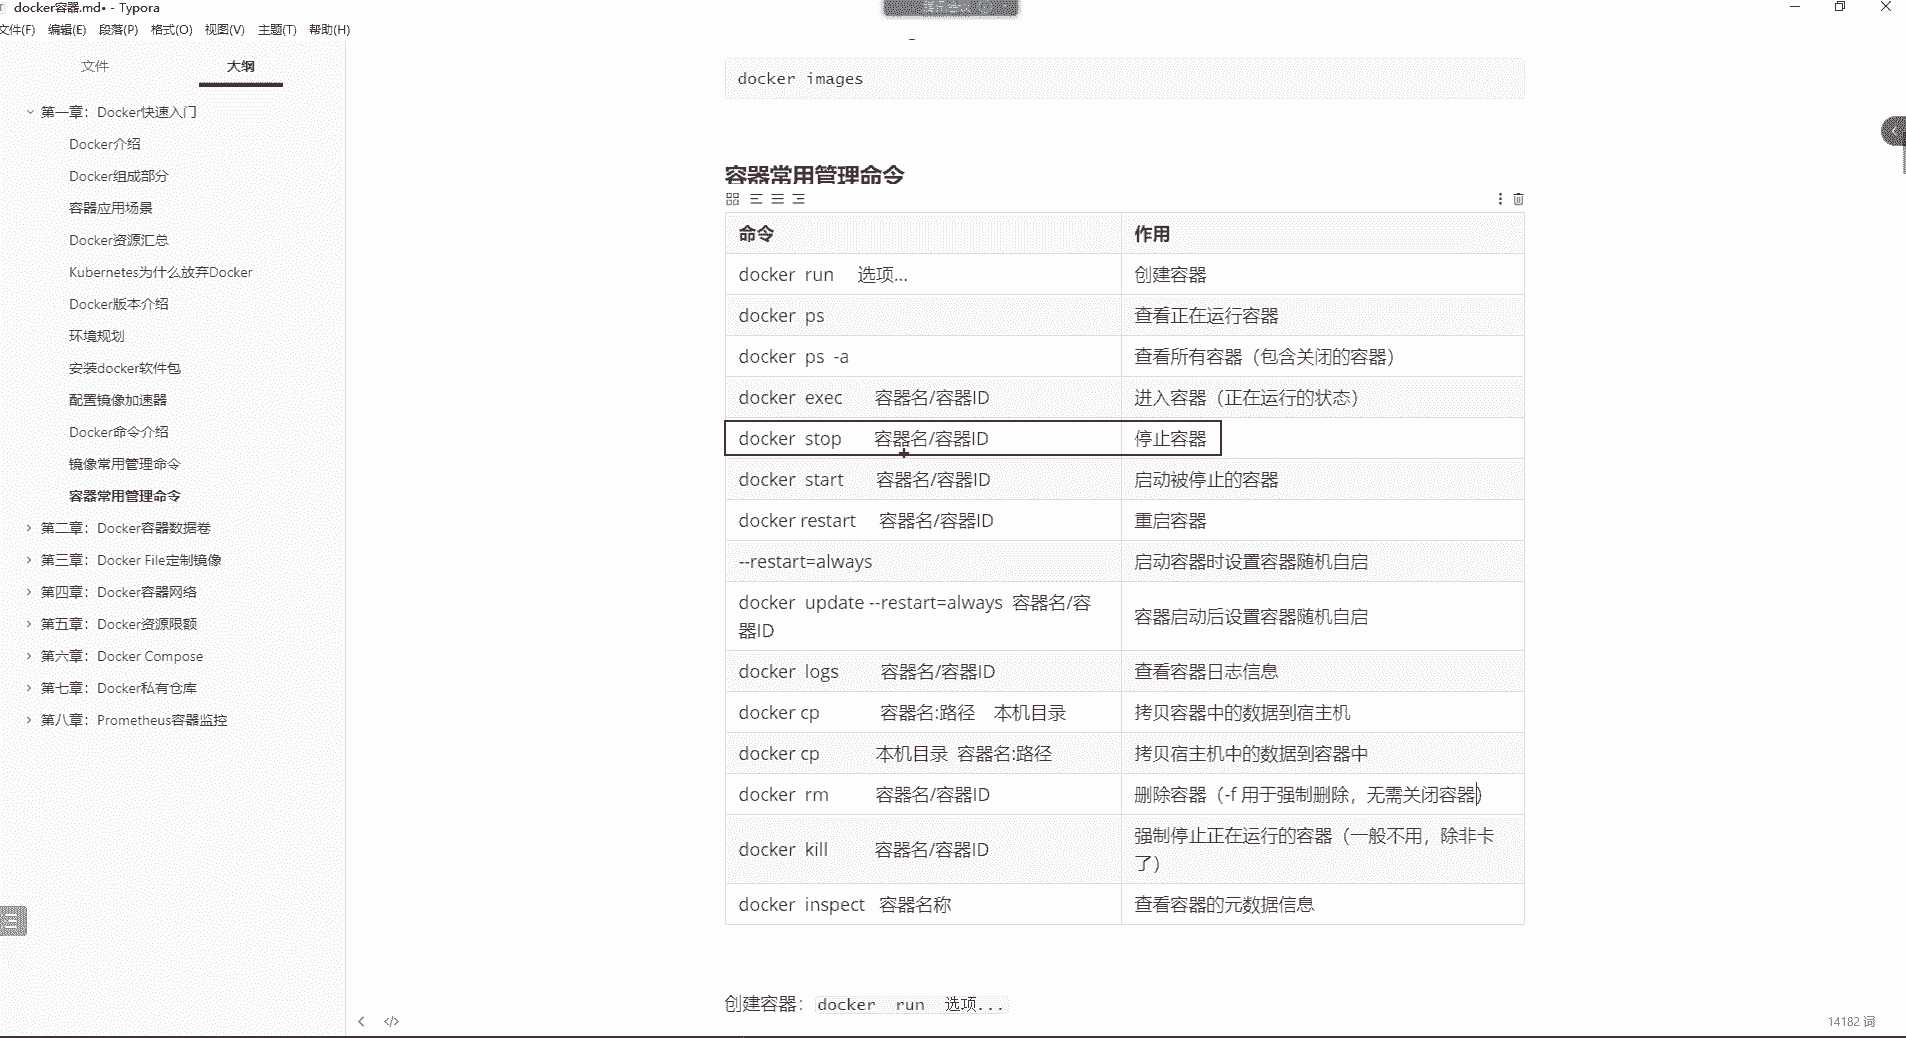 docker容器.md• - Typora
文件(F) 编辑(E) 段落(P) 格式(O) 视图(V) 主题(T) 帮助(H)
文件 大纲
第一章：Docker快速入门
Docker介绍
Docker组成部分
容器应用场景
Docker资源汇总
Kubernetes为什么放弃Docker
Docker版本介绍
环境规划
安装docker软件包
配置镜像加速器
Docker命令介绍
镜像常用管理命令
容器常用管理命令
第二章：Docker容器数据卷
第三章：Docker File定制镜像
第四章：Docker容器网络
第五章：Docker资源限额
第六章：Docker Compose
第七章：Docker私有仓库
第八章：Prometheus容器监控
docker images
容器常用管理命令
命令 作用
docker run 选项... 创建容器
docker ps 查看正在运行容器
docker ps -a 查看所有容器（包含关闭的容器）
docker exec 容器名/容器ID 进入容器（正在运行的状态）
docker stop 容器名/容器ID 停止容器
docker start 容器名/容器ID 启动被停止的容器
docker restart 容器名/容器ID 重启容器
--restart=always 启动容器时设置容器随机自启
docker update --restart=always 容器名/容
器ID 容器启动后设置容器随机自启
docker logs 容器名/容器ID 查看容器日志信息
docker cp 容器名:路径 本机目录 拷贝容器中的数据到宿主机
docker cp 本机目录 容器名:路径 拷贝宿主机中的数据到容器中
docker rm 容器名/容器ID 删除容器（-f 用于强制删除，无需关闭容器）
docker kill 容器名/容器ID 强制停止正在运行的容器（一般不用，除非卡
了）
docker inspect 容器名称 查看容器的元数据信息
创建容器：docker run 选项...
14182 词